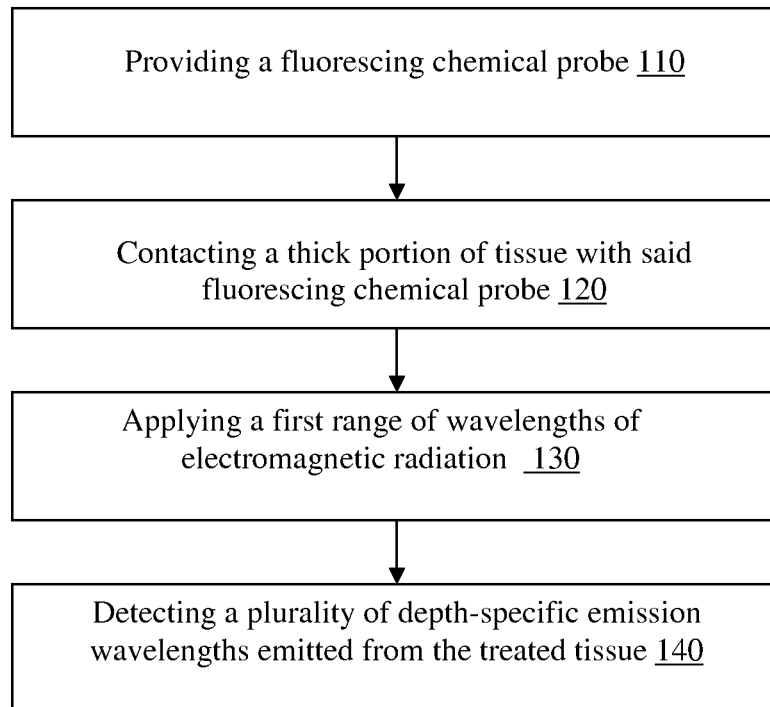 Providing a fluorescing chemical probe 110
Contacting a thick portion of tissue with said
fluorescing chemical probe 120
Applying a first range of wavelengths of
electromagnetic radiation 130
Detecting a plurality of depth-specific emission
wavelengths emitted from the treated tissue 140